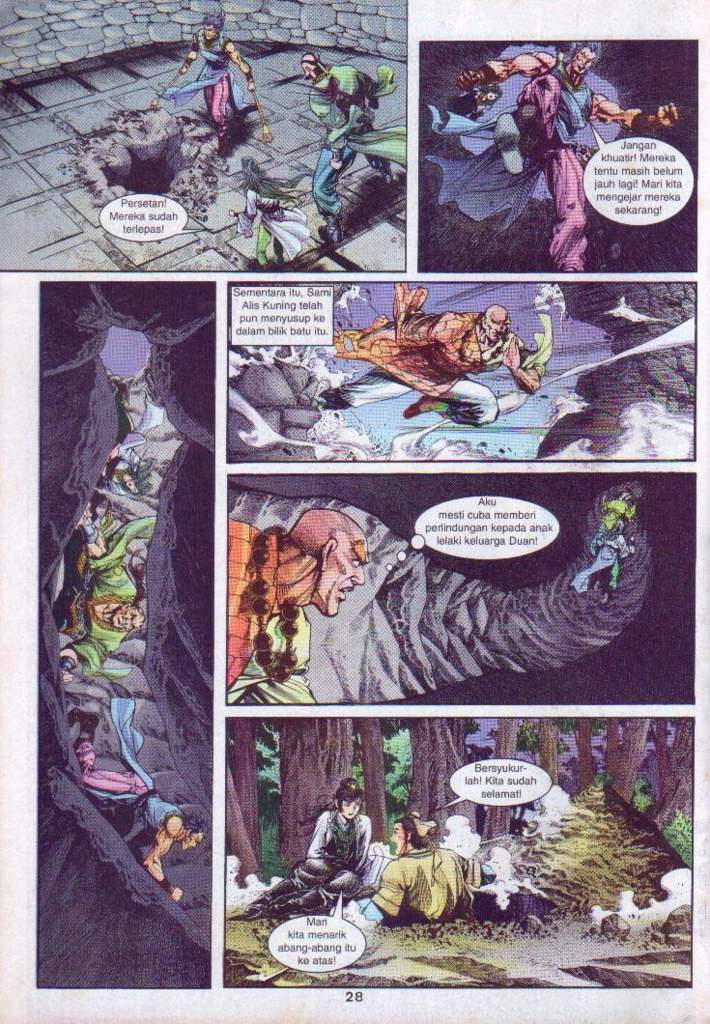 Persetan!
Mereka sudah
terlepas!
Jangan
khuatir! Mereka
tentu masih belum
jauh lagi! Mari kita
mengejar mereka
sekarang!
Sementara itu, Sami
Alis Kuning telah
pun menyusup ke
dalam bilik batu itu.
Aku
mesti cuba memberi
perlindungan kepada anak
lelaki keluarga Duan!
Bersyukur-
lah! Kita sudah
selamat!
Mari
kita menarik
abang-abang itu
ke atas!
28